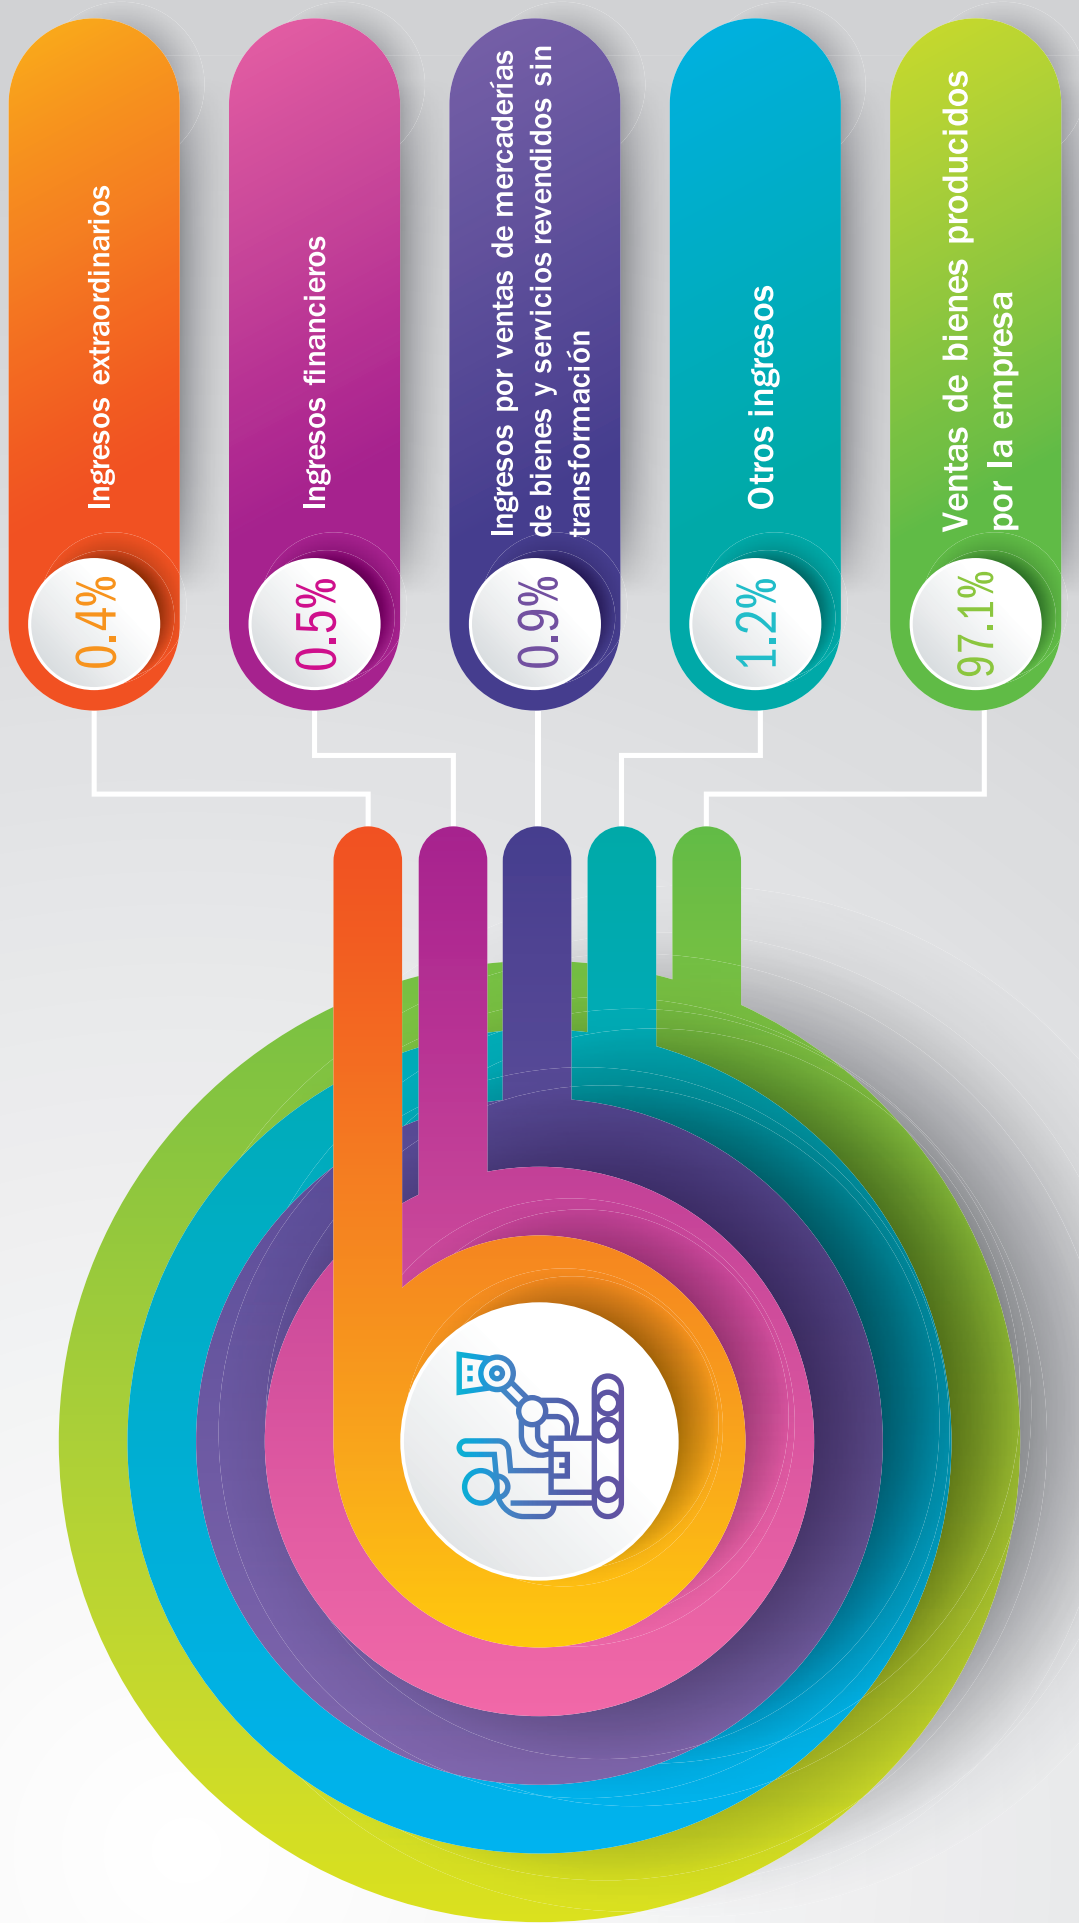 Ingresos extraordinarios
0.4%
Ingresos financieros
0.5%
Ingresos por ventas de mercaderías
de bienes y servicios revendidos sin
transformación
0.9%
Otros ingresos
1.2%
Ventas de bienes producidos
por la empresa
97.1%